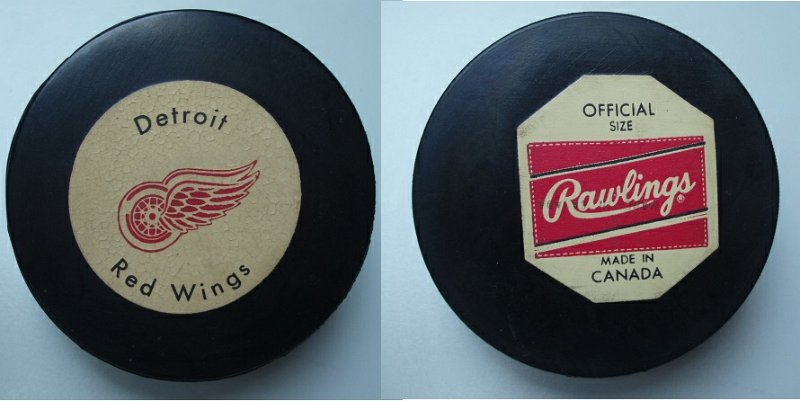 Detroit
Red Wings
OFFICIAL
SIZE
Rawlings®
MADE IN
CANADA